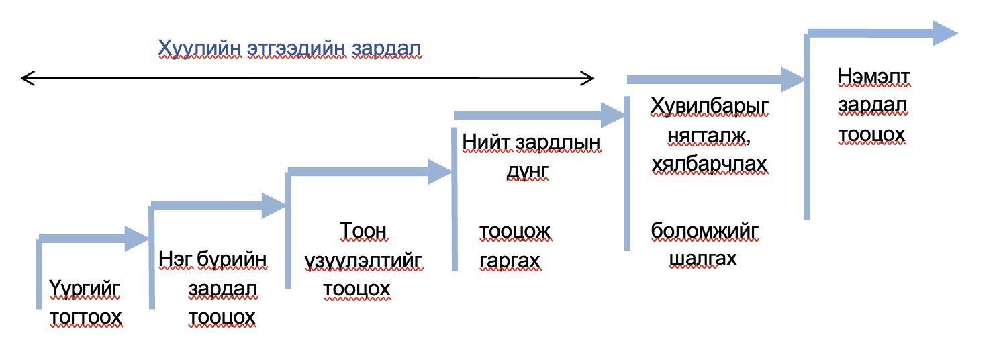 Хүүлийн этгээдийн зардал
Үүргийг
тогтоох
Нэг бүрийн
зардал
тооцох
Тоон
үзүүлэлтийг
тооцох
Нийт зардлын
дүнг
тооцож
гаргах
Хувилбарыг
нягталж,
хялбарчлах
боломжийг
шалгах
Нэмэлт
зардал
тооцох